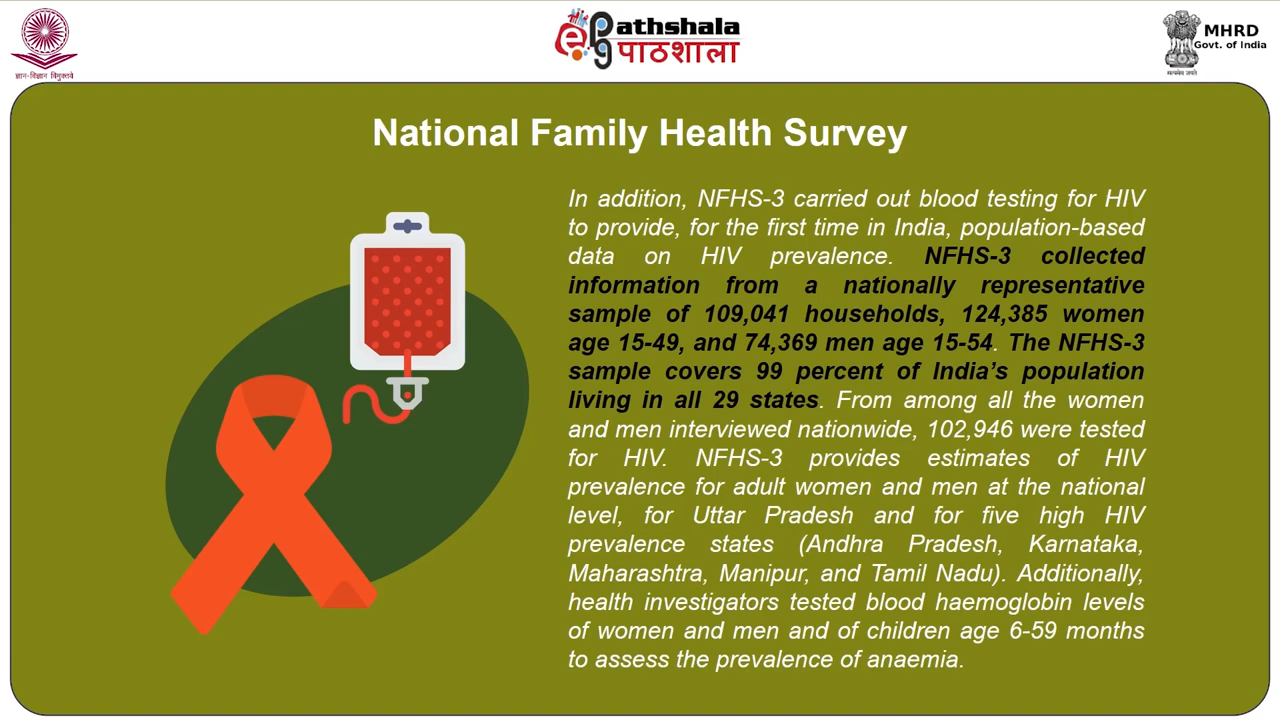 ज्ञान-विज्ञान विमुक्तये
ePathshala
पाठशाला
MHRD
Govt. of India
सत्यमेव जयते
National Family Health Survey
In addition, NFHS-3 carried out blood testing for HIV
to provide, for the first time in India, population-based
data on HIV prevalence. NFHS-3 collected
information from a nationally representative
sample of 109,041 households, 124,385 women
age 15-49, and 74,369 men age 15-54. The NFHS-3
sample covers 99 percent of India's population
living in all 29 states. From among all the women
and men interviewed nationwide, 102,946 were tested
for HIV. NFHS-3 provides estimates of HIV
prevalence for adult women and men at the national
level, for Uttar Pradesh and for five high HIV
prevalence states (Andhra Pradesh, Karnataka,
Maharashtra, Manipur, and Tamil Nadu). Additionally,
health investigators tested blood haemoglobin levels
of women and men and of children age 6-59 months
to assess the prevalence of anaemia.